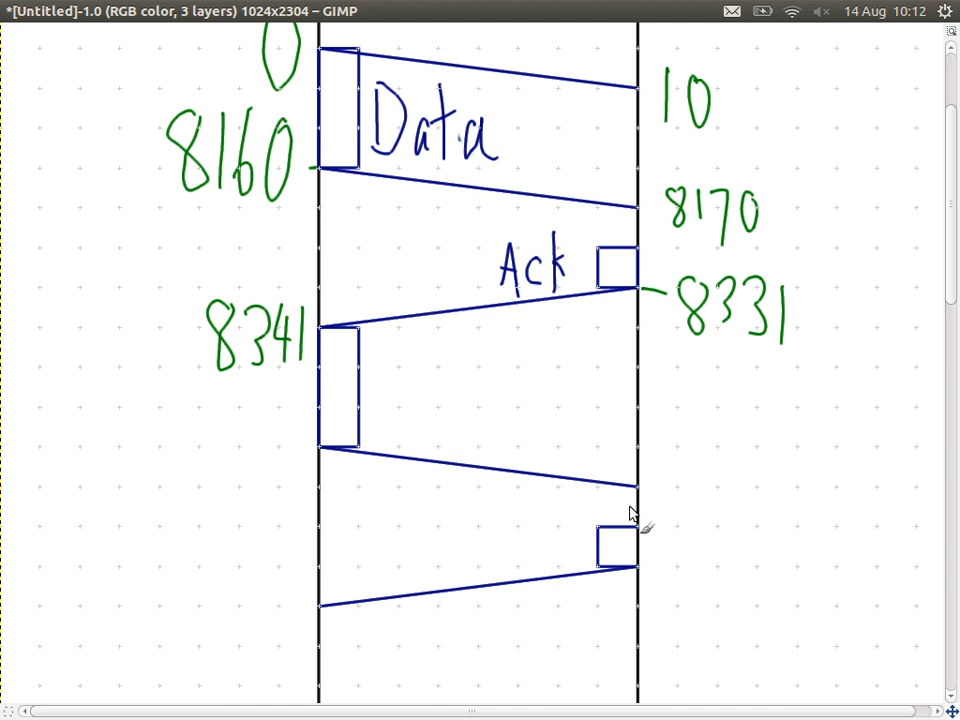 *[Untitled]-1.0 (RGB color, 3 layers) 1024x2304 – GIMP
14 Aug 10:12
0
10
Data
8160
8170
Ack
8331
8341